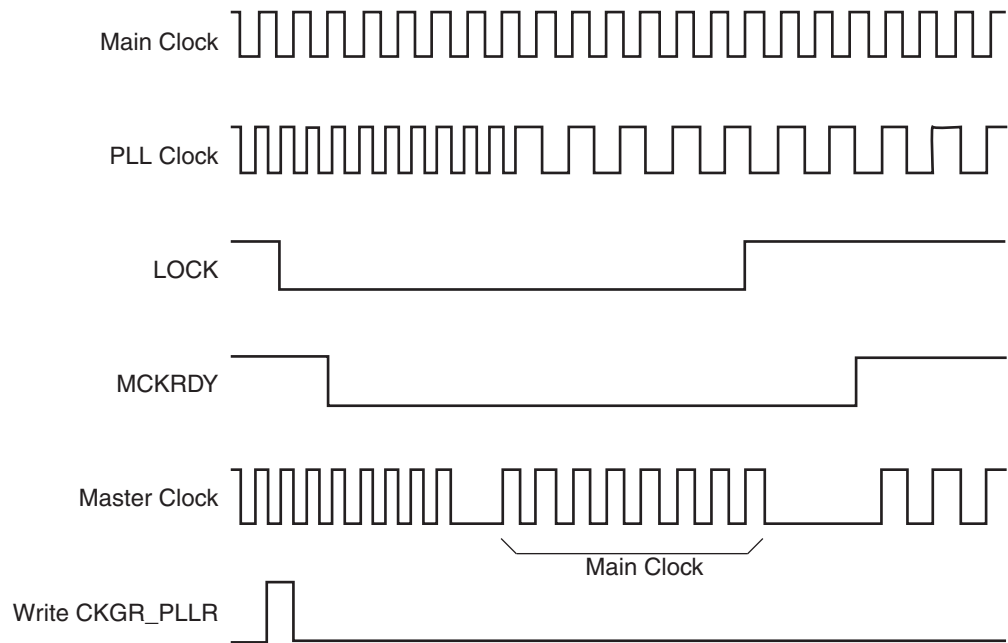 Main Clock
PLL Clock
LOCK
MCKRDY
Master Clock
Main Clock
Write CKGR_PLLR